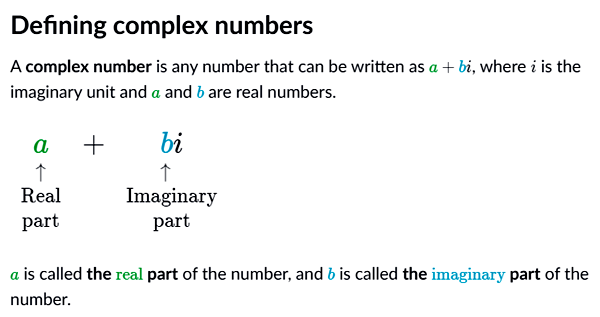 Defining complex numbers
A complex number is any number that can be written as a + bi, where i is the
imaginary unit and a and b are real numbers.
a + bi
↑ ↑
Real Imaginary
part part
a is called the real part of the number, and b is called the imaginary part of the
number.